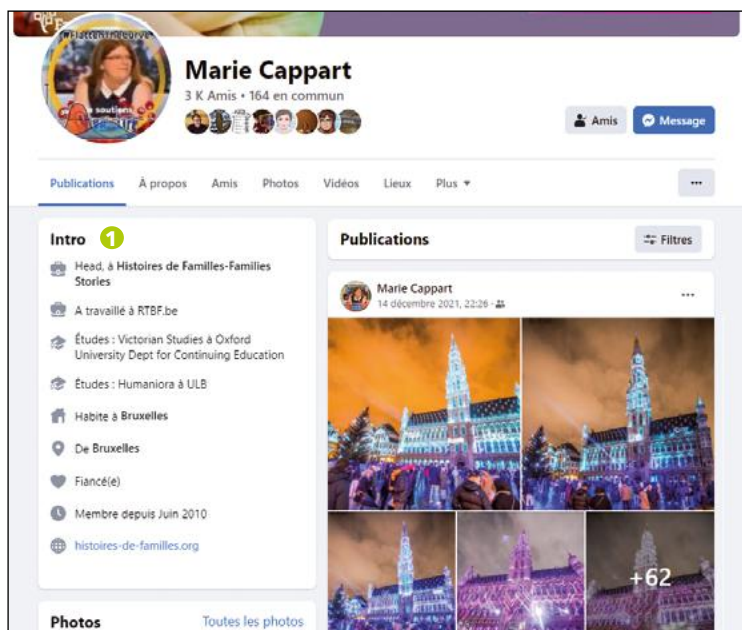 #FlattenTheCurve
Marie Cappart
3 K Amis • 164 en commun
Amis
Message
Publications
À propos
Amis
Photos
Vidéos
Lieux
Plus
Intro
1
Head, à Histoires de Familles-Families
Stories
A travaillé à RTBF.be
Études : Victorian Studies à Oxford
University Dept for Continuing Education
Études : Humaniora à ULB
Habite à Bruxelles
De Bruxelles
Fiancé(e)
Membre depuis Juin 2010
histoires-de-familles.org
Photos
Toutes les photos
Publications
Filtres
Marie Cappart
14 décembre 2021, 22:26
+62